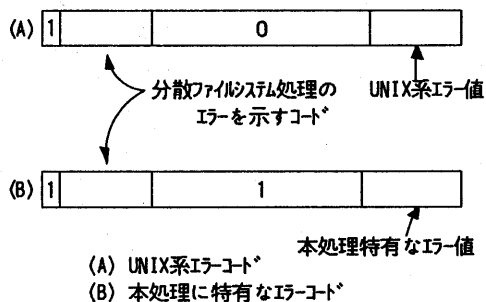 (A) 1 0
分散ファイルシステム処理の
エラーを示すコード
UNIX系エラー値
(B) 1 1
本処理特有なエラー値
(A) UNIX系エラーコード
(B) 本処理に特有なエラーコード